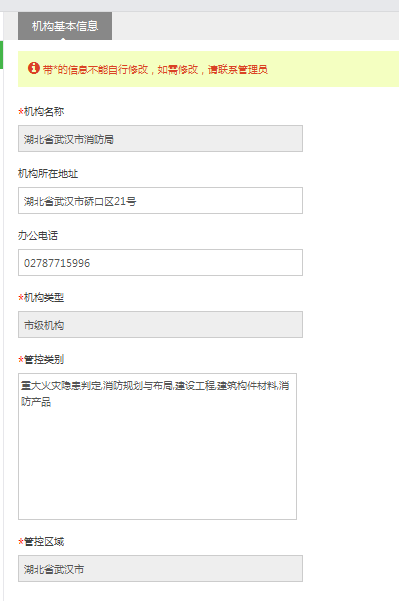 机构基本信息
带*的信息不能自行修改，如需修改，请联系管理员
*机构名称
湖北省武汉市消防局
机构所在地址
湖北省武汉市硚口区21号
办公电话
02787715996
*机构类型
市级机构
*管控类别
重大火灾隐患判定,消防规划与布局,建设工程,建筑构件材料,消
防产品
*管控区域
湖北省武汉市